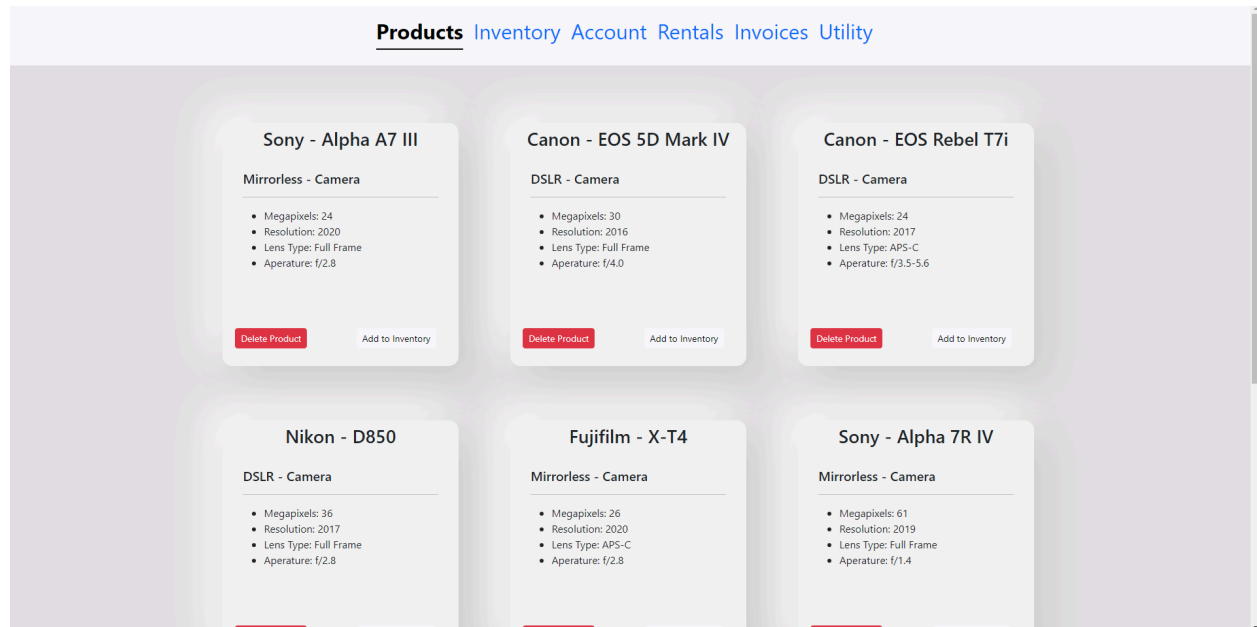 Products Inventory Account Rentals Invoices Utility
Sony - Alpha A7 III
Mirrorless - Camera
Megapixels: 24
Resolution: 2020
Lens Type: Full Frame
Aperature: f/2.8
Delete Product Add to Inventory
Canon - EOS 5D Mark IV
DSLR - Camera
Megapixels: 30
Resolution: 2016
Lens Type: Full Frame
Aperature: f/4.0
Delete Product Add to Inventory
Canon - EOS Rebel T7i
DSLR - Camera
Megapixels: 24
Resolution: 2017
Lens Type: APS-C
Aperature: f/3.5-5.6
Delete Product Add to Inventory
Nikon - D850
DSLR - Camera
Megapixels: 36
Resolution: 2017
Lens Type: Full Frame
Aperature: f/2.8
Fujifilm - X-T4
Mirrorless - Camera
Megapixels: 26
Resolution: 2020
Lens Type: APS-C
Aperature: f/2.8
Sony - Alpha 7R IV
Mirrorless - Camera
Megapixels: 61
Resolution: 2019
Lens Type: Full Frame
Aperature: f/1.4